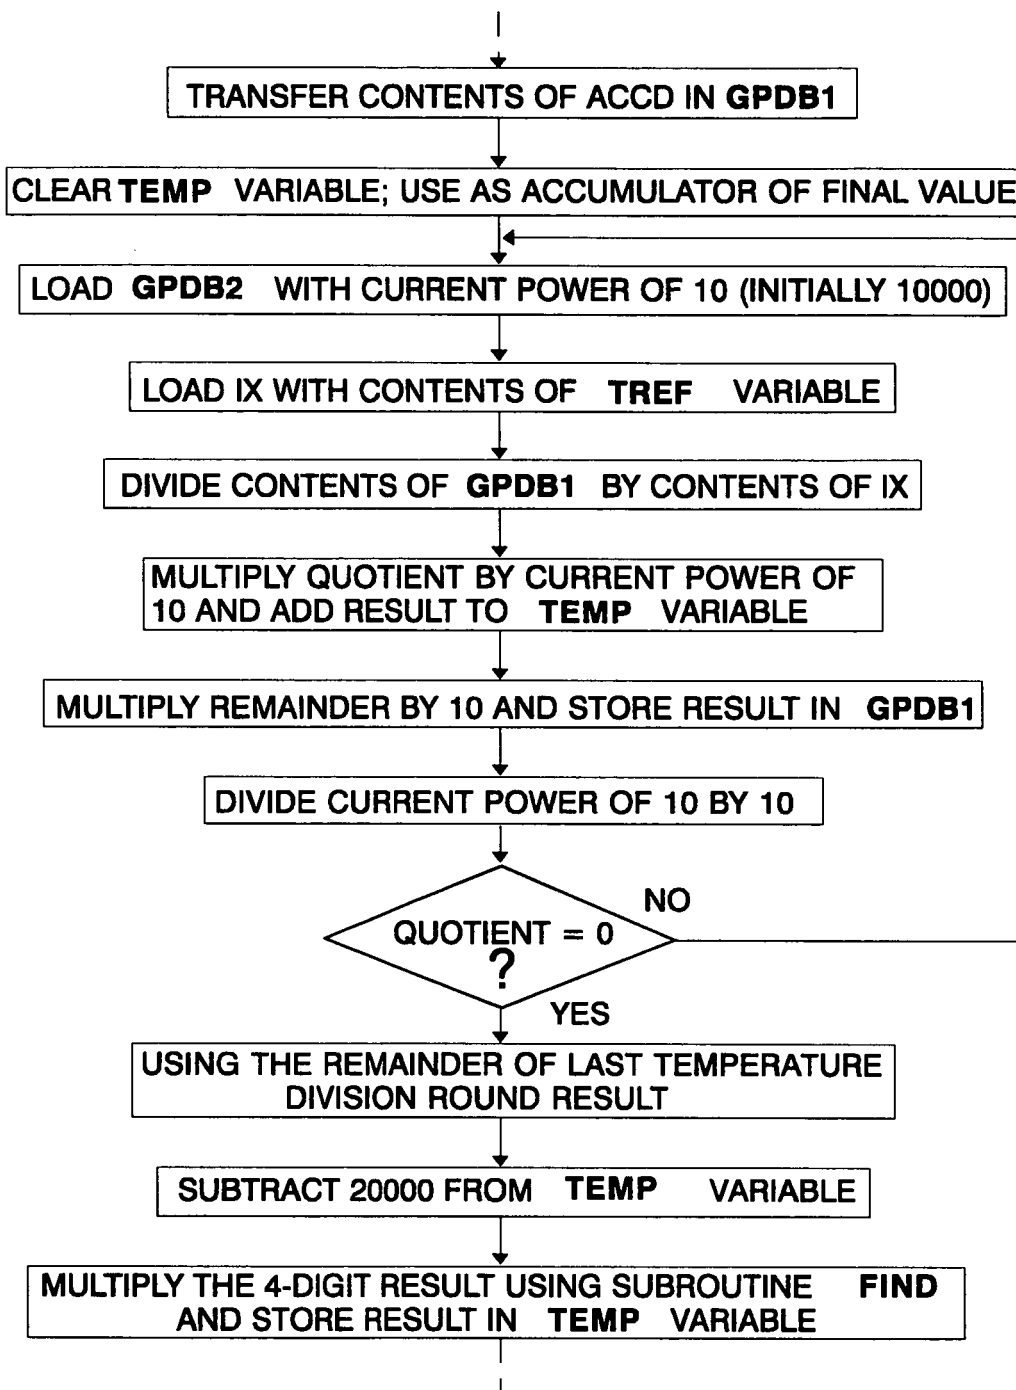 TRANSFER CONTENTS OF ACCD IN GPDB1
CLEAR TEMP VARIABLE; USE AS ACCUMULATOR OF FINAL VALUE
LOAD GPDB2 WITH CURRENT POWER OF 10 (INITIALLY 10000)
LOAD IX WITH CONTENTS OF TREF VARIABLE
DIVIDE CONTENTS OF GPDB1 BY CONTENTS OF IX
MULTIPLY QUOTIENT BY CURRENT POWER OF
10 AND ADD RESULT TO TEMP VARIABLE
MULTIPLY REMAINDER BY 10 AND STORE RESULT IN GPDB1
DIVIDE CURRENT POWER OF 10 BY 10
NO
QUOTIENT = 0
?
YES
USING THE REMAINDER OF LAST TEMPERATURE
DIVISION ROUND RESULT
SUBTRACT 20000 FROM TEMP VARIABLE
MULTIPLY THE 4-DIGIT RESULT USING SUBROUTINE FIND
AND STORE RESULT IN TEMP VARIABLE